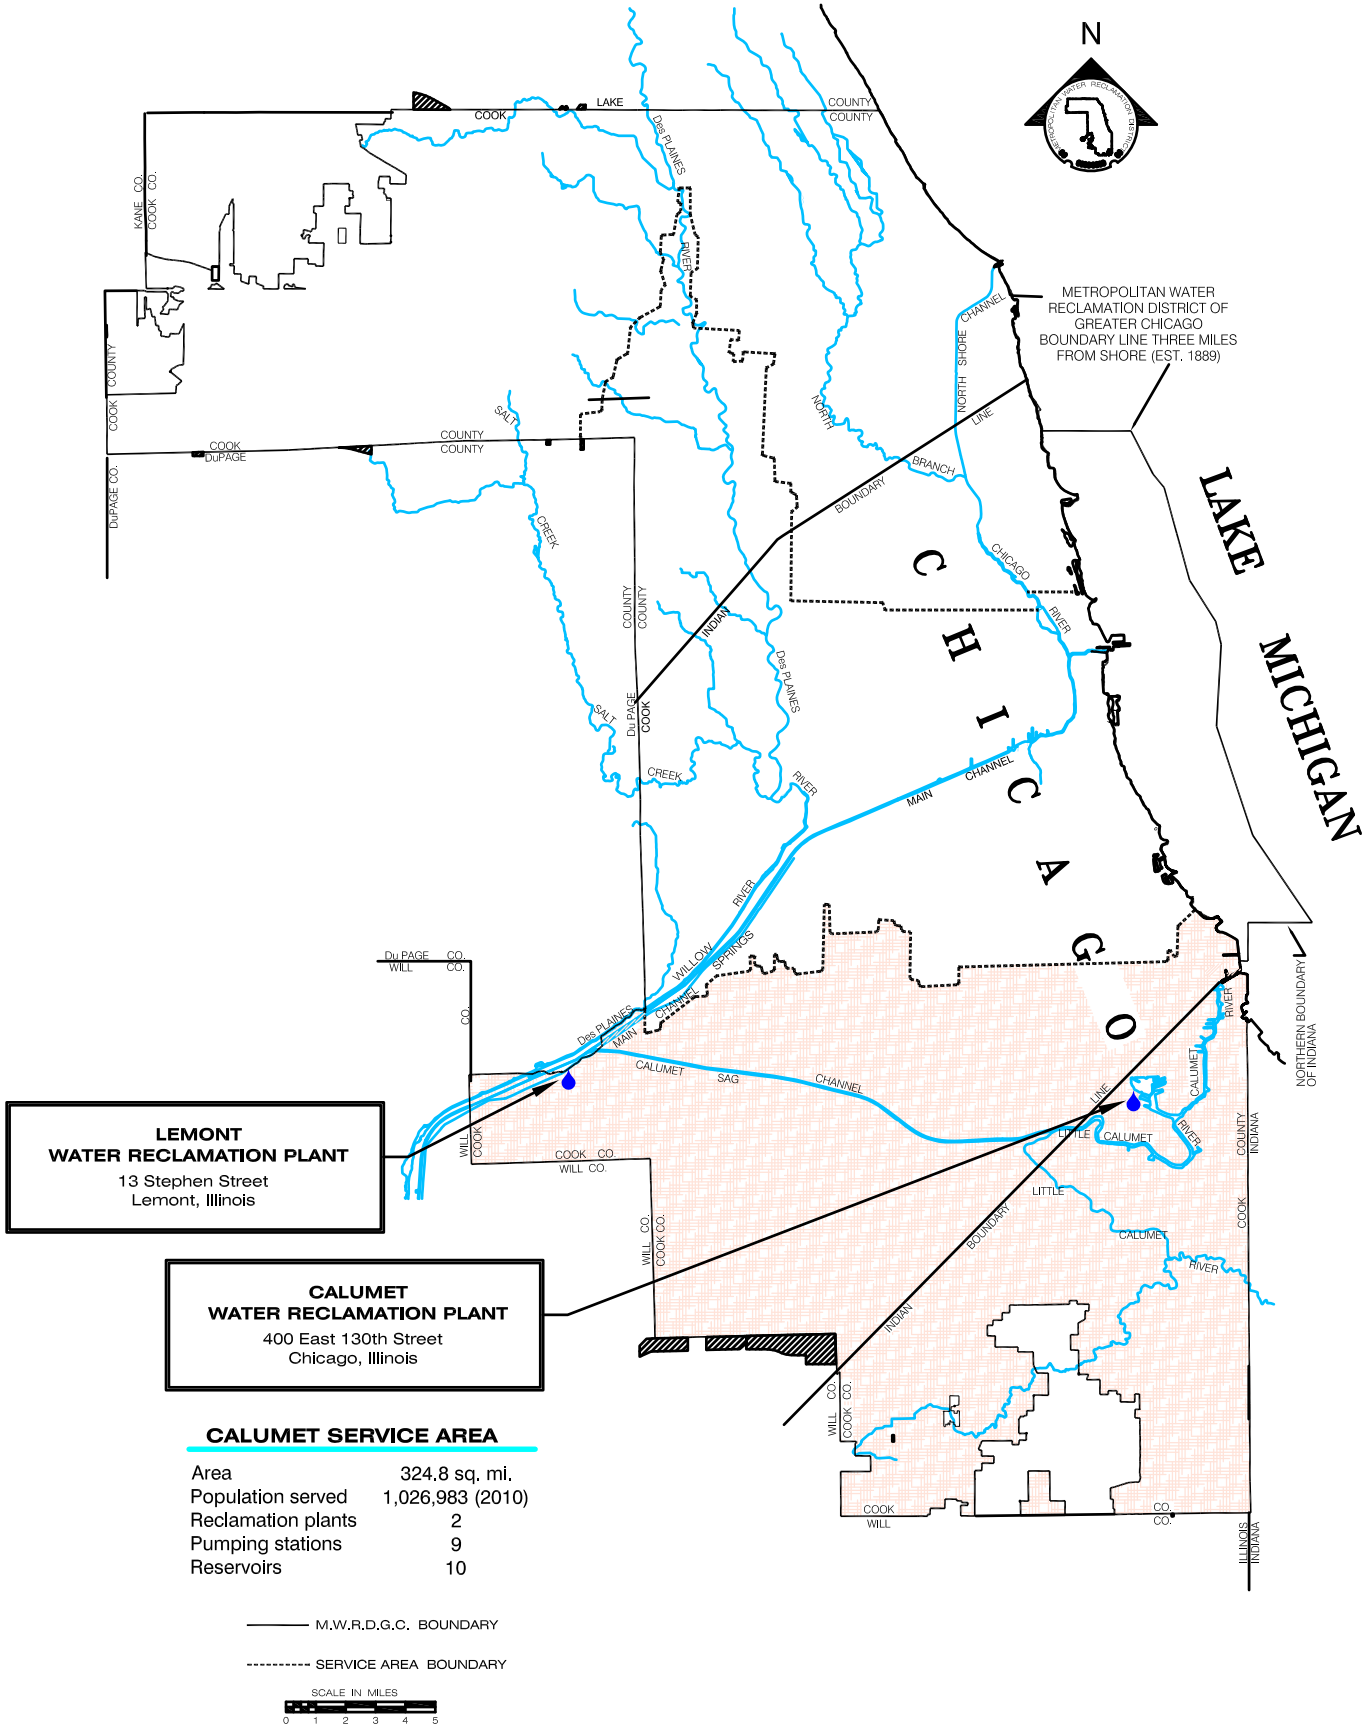 N
METROPOLITAN WATER RECLAMATION DISTRICT
LAKE
COUNTY
COOK
COUNTY
KANE CO.
COOK CO.
Des PLAINES
RIVER
CHANNEL
NORTH SHORE
METROPOLITAN WATER
RECLAMATION DISTRICT OF
GREATER CHICAGO
BOUNDARY LINE THREE MILES
FROM SHORE (EST. 1889)
COUNTY
COOK
SALT
NORTH
LINE
COOK
DuPAGE
COUNTY
COUNTY
BRANCH
BOUNDARY
DuPAGE CO.
CREEK
LAKE
CHICAGO
CHICAGO
RIVER
COUNTY
COUNTY
INDIAN
Des PLAINES
MICHIGAN
SALT
Du PAGE
COOK
CREEK
RIVER
MAIN
CHANNEL
RIVER
WILLOW
SPRINGS
Du PAGE CO.
WILL CO.
CO.
Des PLAINES
MAIN
CHANNEL
RIVER
NORTHERN BOUNDARY
OF INDIANA
CALUMET
SAG
CHANNEL
CALUMET
LINE
LITTLE
CALUMET
RIVER
COUNTY
INDIANA
WILL
COOK
COOK CO.
WILL CO.
LEMONT
WATER RECLAMATION PLANT
13 Stephen Street
Lemont, Illinois
LITTLE
CALUMET
RIVER
COOK
WILL CO.
COOK CO.
BOUNDARY
INDIAN
CALUMET
WATER RECLAMATION PLANT
400 East 130th Street
Chicago, Illinois
WILL CO.
COOK CO.
COOK
WILL
CO.
CO.
ILLINOIS
INDIANA
CALUMET SERVICE AREA
Area 324.8 sq. mi.
Population served 1,026,983 (2010)
Reclamation plants 2
Pumping stations 9
Reservoirs 10
M.W.R.D.G.C. BOUNDARY
SERVICE AREA BOUNDARY
SCALE IN MILES
0 1 2 3 4 5